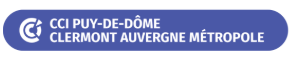 CCI PUY-DE-DÔME
CLERMONT AUVERGNE MÉTROPOLE